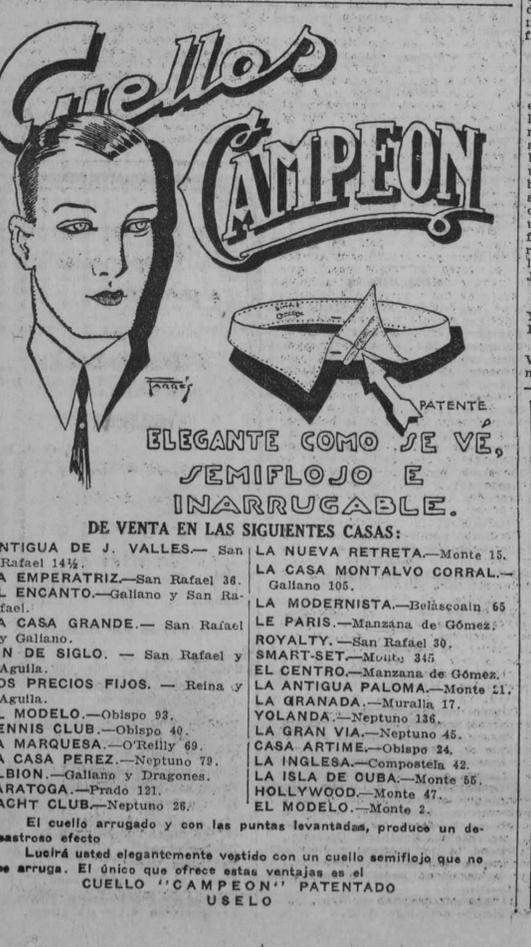 Cuellos
CAMPEON
FARRÉS
PATENTE
ELEGANTE COMO SE VÉ,
SEMIFLOJO E
INARRUGABLE.
DE VENTA EN LAS SIGUIENTES CASAS:
NTIGUA DE J. VALLES.— San
Rafael 14½.
A EMPERATRIZ.—San Rafael 36.
L ENCANTO.—Galiano y San Ra-
fael.
A CASA GRANDE.— San Rafael
y Galiano.
N DE SIGLO. — San Rafael y
Aguila.
OS PRECIOS FIJOS. — Reina y
Aguila.
L MODELO.—Obispo 93.
ENNIS CLUB.—Obispo 40.
A MARQUESA.—O'Reilly 69.
A CASA PEREZ.—Neptuno 79.
LBION.—Galiano y Dragones.
ARATOGA.—Prado 121.
ACHT CLUB.—Neptuno 26.
LA NUEVA RETRETA.—Monte 15.
LA CASA MONTALVO CORRAL.—
Galiano 105.
LA MODERNISTA.—Belascoain 65
LE PARIS.—Manzana de Gómez.
ROYALTY.—San Rafael 30.
SMART-SET.—Monte 345
EL CENTRO.—Manzana de Gómez.
LA ANTIGUA PALOMA.—Monte 21.
LA GRANADA.—Muralla 17.
YOLANDA.—Neptuno 136.
LA GRAN VIA.—Neptuno 45.
CASA ARTIME.—Obispo 24.
LA INGLESA.—Compostela 42.
LA ISLA DE CUBA.—Monte 55.
HOLLYWOOD.—Monte 47.
EL MODELO.—Monte 2.
El cuello arrugado y con las puntas levantadas, produce un de-
sastroso efecto
Lucirá usted elegantemente vestido con un cuello semiflojo que no
se arruga. El único que ofrece estas ventajas es el
CUELLO "CAMPEON" PATENTADO
USELO